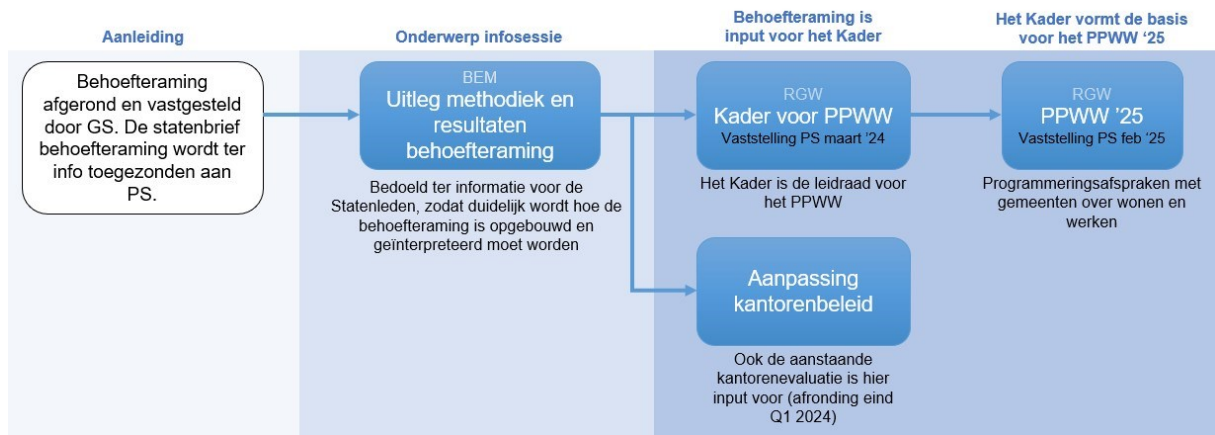 Aanleiding
Behoefteraming
afgerond en vastgesteld
door GS. De statenbrief
behoefteraming wordt ter
info toegezonden aan
PS.
Onderwerp infosessie
BEM
Uitleg methodiek en
resultaten
behoefteraming
Bedoeld ter informatie voor de
Statenleden, zodat duidelijk wordt hoe de
behoefteraming is opgebouwd en
geïnterpreteerd moet worden
Behoefteraming is
input voor het Kader
RGW
Kader voor PPWW
Vaststelling PS maart '24
Het Kader is de leidraad voor
het PPWW
Aanpassing
kantorenbeleid
Ook de aanstaande
kantorenevaluatie is hier
input voor (afronding eind
Q1 2024)
Het Kader vormt de basis
voor het PPWW ‘25
RGW
PPWW ’25
Vaststelling PS feb ’25
Programmeringsafspraken met
gemeenten over wonen en
werken